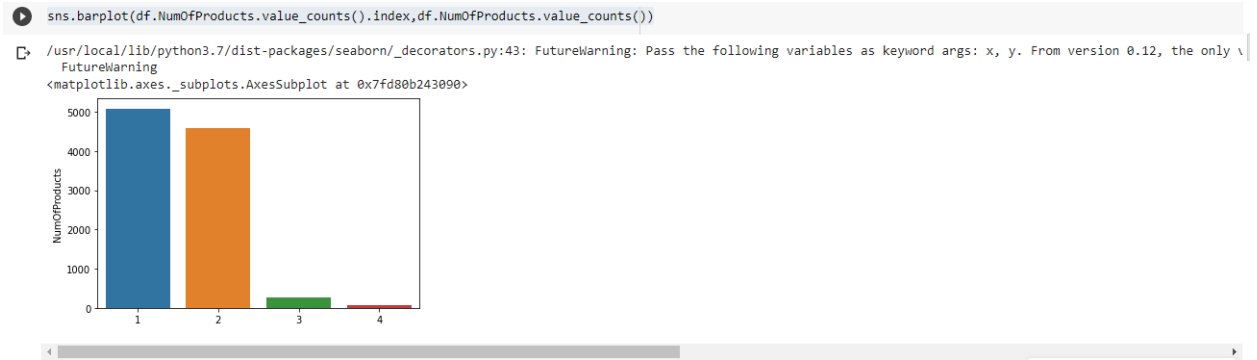 sns.barplot(df.NumOfProducts.value_counts().index,df.NumOfProducts.value_counts())
/usr/local/lib/python3.7/dist-packages/seaborn/_decorators.py:43: FutureWarning: Pass the following variables as keyword args: x, y. From version 0.12, the only
FutureWarning
<matplotlib.axes._subplots.AxesSubplot at 0x7fd80b243090>
5000
4000
3000
2000
1000
0
NumOfProducts
1 2 3 4